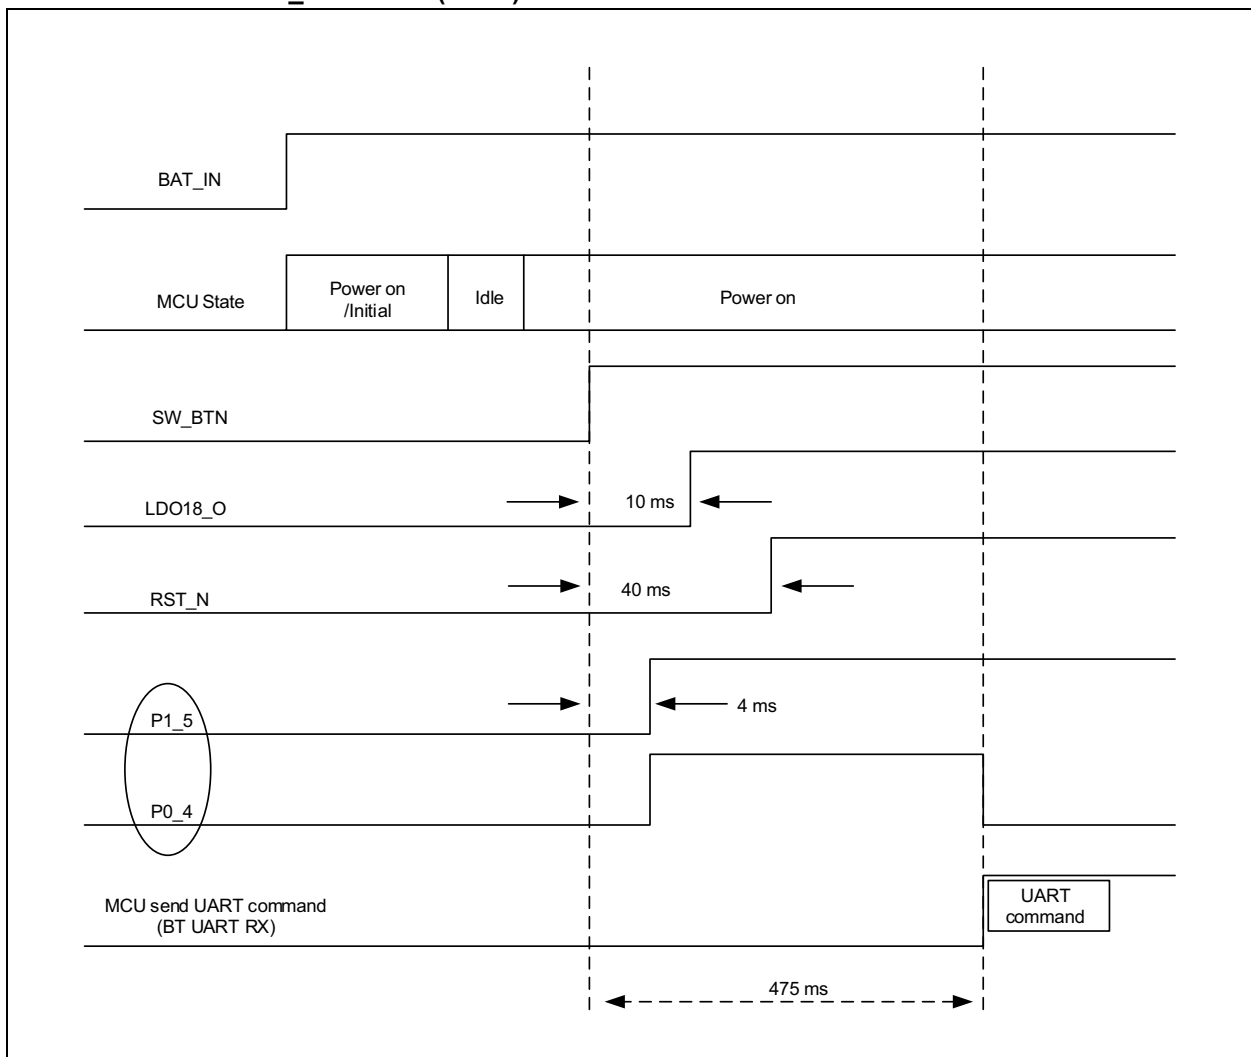 BAT_IN
MCU State
Power on
/Initial
Idle
Power on
SW_BTN
LDO18_O
10 ms
RST_N
40 ms
P1_5
4 ms
P0_4
MCU send UART command
(BT UART RX)
UART
command
475 ms